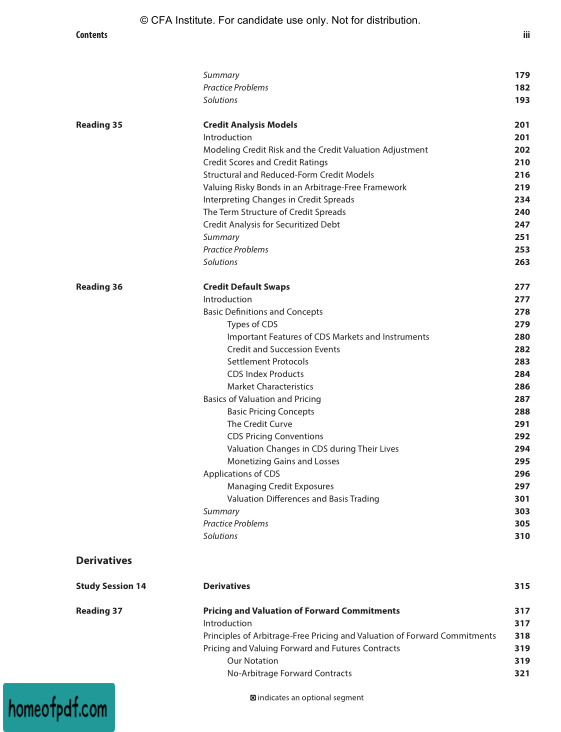 © CFA Institute. For candidate use only. Not for distribution.
Contents iii
Summary 179
Practice Problems 182
Solutions 193
Reading 35 Credit Analysis Models 201
Introduction 201
Modeling Credit Risk and the Credit Valuation Adjustment 202
Credit Scores and Credit Ratings 210
Structural and Reduced-Form Credit Models 216
Valuing Risky Bonds in an Arbitrage-Free Framework 219
Interpreting Changes in Credit Spreads 234
The Term Structure of Credit Spreads 240
Credit Analysis for Securitized Debt 247
Summary 251
Practice Problems 253
Solutions 263
Reading 36 Credit Default Swaps 277
Introduction 277
Basic Definitions and Concepts 278
Types of CDS 279
Important Features of CDS Markets and Instruments 280
Credit and Succession Events 282
Settlement Protocols 283
CDS Index Products 284
Market Characteristics 286
Basics of Valuation and Pricing 287
Basic Pricing Concepts 288
The Credit Curve 291
CDS Pricing Conventions 292
Valuation Changes in CDS during Their Lives 294
Monetizing Gains and Losses 295
Applications of CDS 296
Managing Credit Exposures 297
Valuation Differences and Basis Trading 301
Summary 303
Practice Problems 305
Solutions 310
Derivatives
Study Session 14 Derivatives 315
Reading 37 Pricing and Valuation of Forward Commitments 317
Introduction 317
Principles of Arbitrage-Free Pricing and Valuation of Forward Commitments 318
Pricing and Valuing Forward and Futures Contracts 319
Our Notation 319
No-Arbitrage Forward Contracts 321
indicates an optional segment
homeofpdf.com